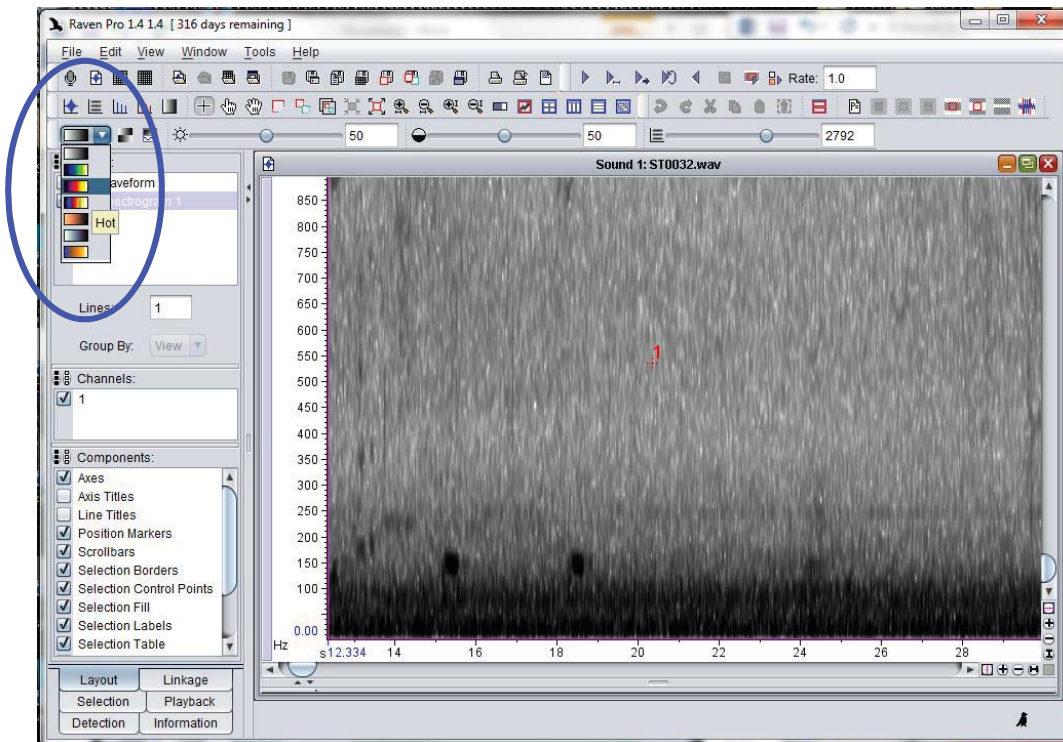 Raven Pro 1.4 1.4 [ 316 days remaining ]
File Edit View Window Tools Help
Rate: 1.0
50 50 2792
:
aveform
ectrogram 1
Hot
Lines: 1
Group By: View
Channels:
1
Components:
Axes
Axis Titles
Line Titles
Position Markers
Scrollbars
Selection Borders
Selection Control Points
Selection Fill
Selection Labels
Selection Table
Layout Linkage
Selection Playback
Detection Information
Sound 1: ST0032.wav
850
800
750
700
650
600
550
500
450
400
350
300
250
200
150
100
0.00
Hz
1
s 12.334 14 16 18 20 22 24 26 28